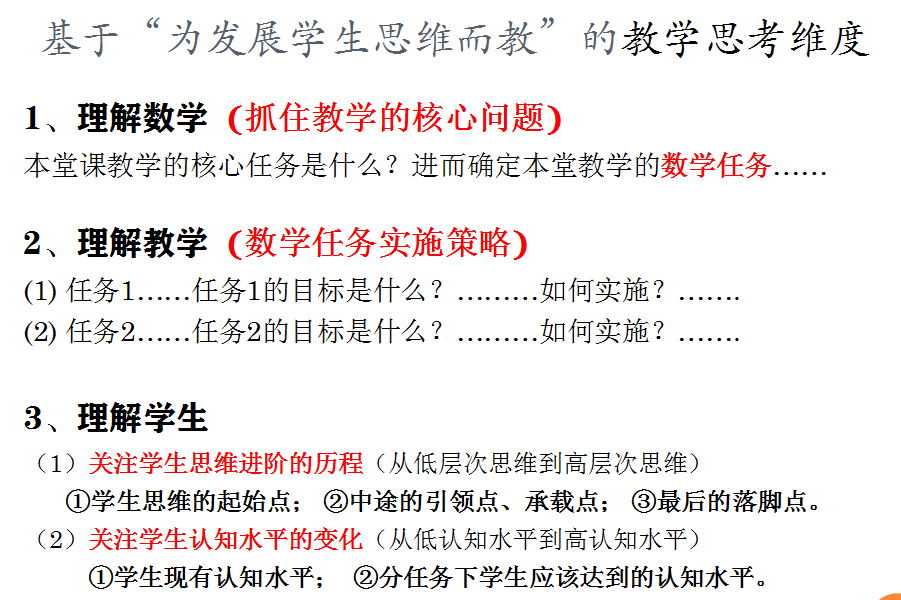 基于“为发展学生思维而教”的教学思考维度
1、理解数学（抓住教学的核心问题）
本堂课教学的核心任务是什么？进而确定本堂教学的数学任务……
2、理解教学（数学任务实施策略）
(1) 任务1……任务1的目标是什么？………如何实施？…….
(2) 任务2……任务2的目标是什么？………如何实施？…….
3、理解学生
（1）关注学生思维进阶的历程（从低层次思维到高层次思维）
①学生思维的起始点； ②中途的引领点、承载点； ③最后的落脚点。
（2）关注学生认知水平的变化（从低认知水平到高认知水平）
①学生现有认知水平； ②分任务下学生应该达到的认知水平。